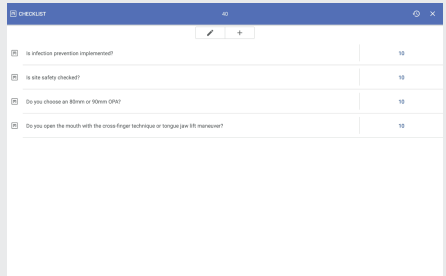 CHECKLIST 40
Is infection prevention implemented? 10
Is site safety checked? 10
Do you choose an 80mm or 90mm OPA? 10
Do you open the mouth with the cross-finger technique or tongue jaw lift maneuver? 10